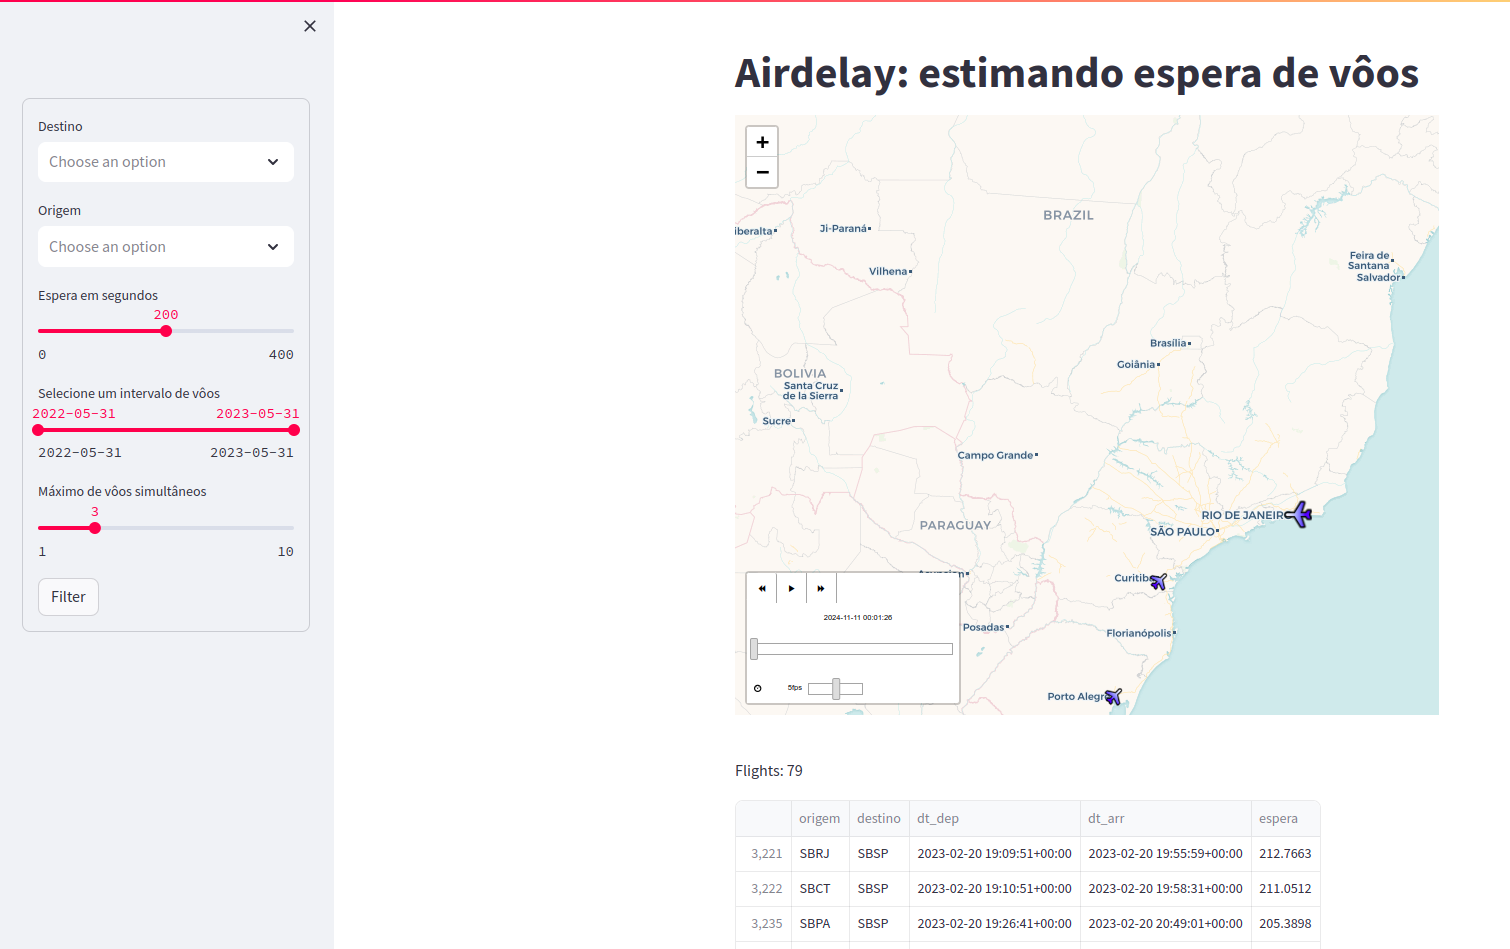 Airdelay: estimando espera de vôos
Destino
Choose an option
Origem
Choose an option
Espera em segundos
200
0 400
Selecione um intervalo de vôos
2022-05-31 2023-05-31
2022-05-31 2023-05-31
Máximo de vôos simultâneos
3
1 10
Filter
+
−
BRAZIL
iberalta
Ji-Paraná
Vilhena
Feira de
Santana
Salvador
Brasília
Goiânia
BOLIVIA
Santa Cruz
de la Sierra
Sucre
Campo Grande
PARAGUAY
RIO DE JANEIR
SÃO PAULO
Curitib
Posadas
Florianópolis
Porto Alegr
2024-11-11 00:01:26
5fps
Flights: 79
origem destino dt_dep dt_arr espera
3,221 SBRJ SBSP 2023-02-20 19:09:51+00:00 2023-02-20 19:55:59+00:00 212.7663
3,222 SBCT SBSP 2023-02-20 19:10:51+00:00 2023-02-20 19:58:31+00:00 211.0512
3,235 SBPA SBSP 2023-02-20 19:26:41+00:00 2023-02-20 20:49:01+00:00 205.3898